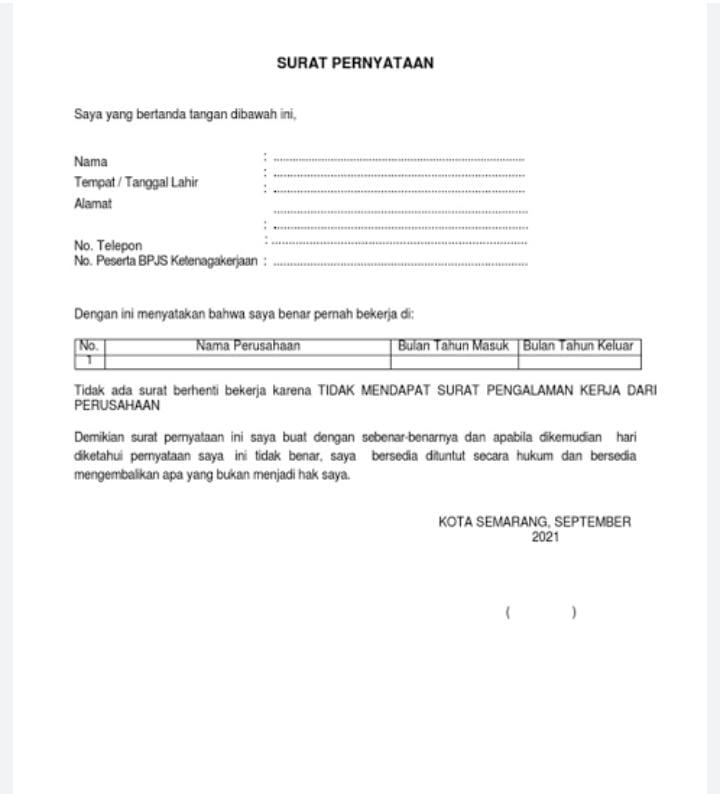 SURAT PERNYATAAN
Saya yang bertanda tangan dibawah ini,
Nama : ........................................................................
Tempat / Tanggal Lahir : ........................................................................
Alamat : ........................................................................
........................................................................
: ........................................................................
No. Telepon : ........................................................................
No. Peserta BPJS Ketenagakerjaan : ........................................................................
Dengan ini menyatakan bahwa saya benar pernah bekerja di:
No. Nama Perusahaan Bulan Tahun Masuk Bulan Tahun Keluar
1
Tidak ada surat berhenti bekerja karena TIDAK MENDAPAT SURAT PENGALAMAN KERJA DARI
PERUSAHAAN
Demikian surat pernyataan ini saya buat dengan sebenar-benarnya dan apabila dikemudian hari
diketahui pernyataan saya ini tidak benar, saya bersedia dituntut secara hukum dan bersedia
mengembalikan apa yang bukan menjadi hak saya.
KOTA SEMARANG, SEPTEMBER
2021
( )